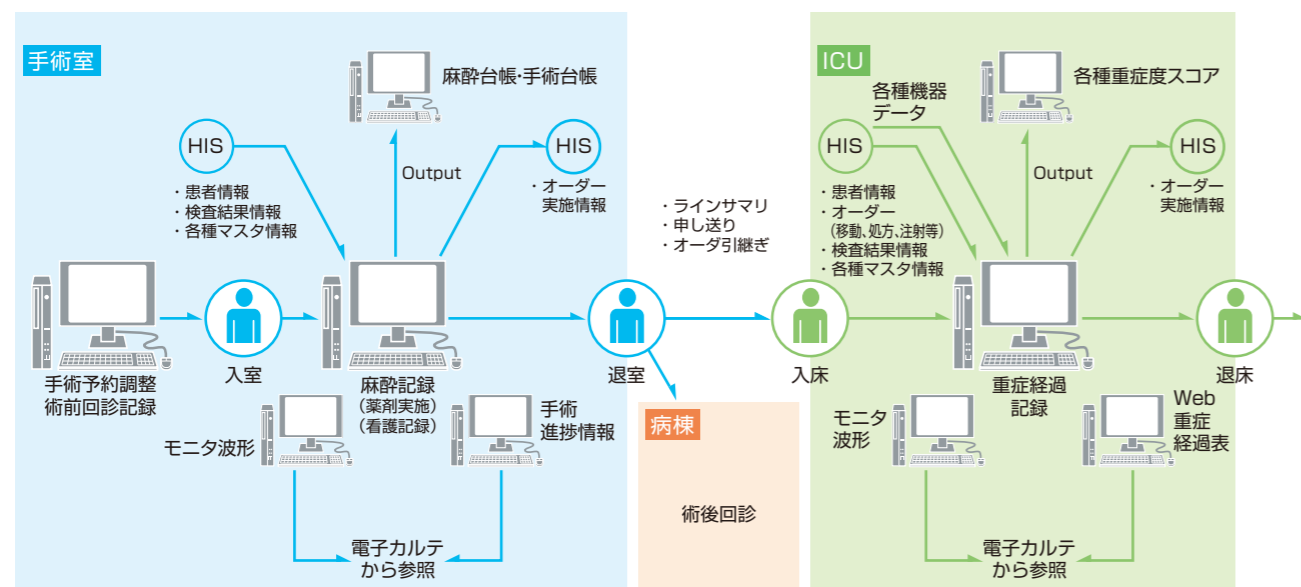 手術室
麻酔台帳・手術台帳
HIS
・患者情報
・検査結果情報
・各種マスタ情報
Output
HIS
・オーダー
実施情報
手術予約調整
術前回診記録
入室
麻酔記録
（薬剤実施）
（看護記録）
退室
モニタ波形
手術
進捗情報
電子カルテ
から参照
・ラインサマリ
・申し送り
・オーダ引継ぎ
病棟
術後回診
ICU
各種機器
データ
各種重症度スコア
HIS
・患者情報
・オーダー
（移動、処方、注射等）
・検査結果情報
・各種マスタ情報
Output
HIS
・オーダー
実施情報
入床
重症経過
記録
退床
モニタ
波形
Web
重症
経過表
電子カルテ
から参照